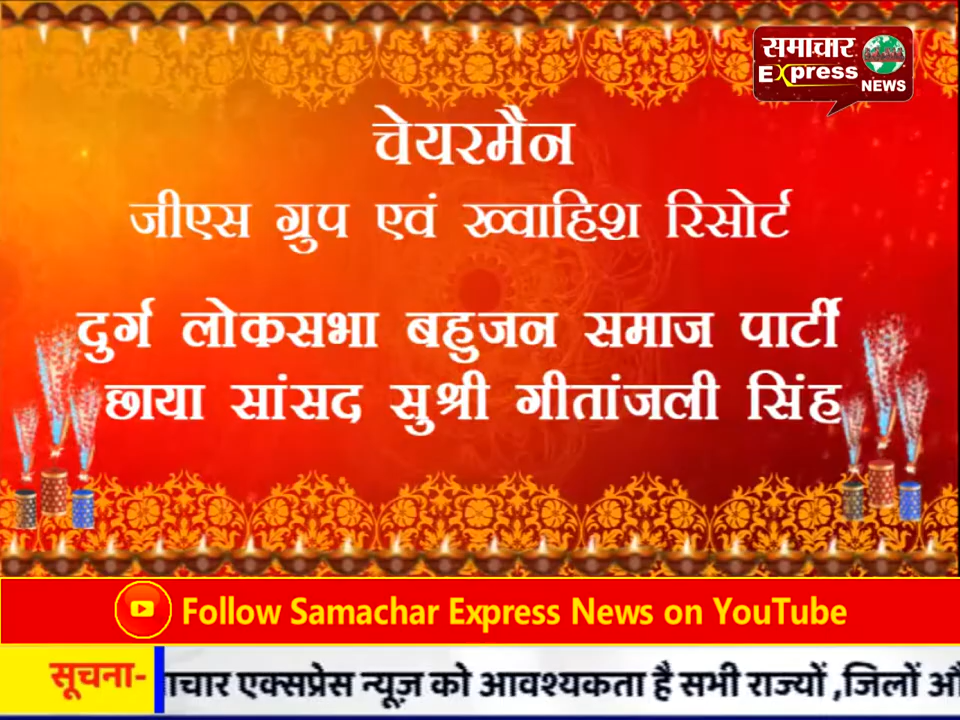 समाचार
Express
NEWS
चेयरमैन
जीएस ग्रुप एवं ख्वाहिश रिसोर्ट
दुर्ग लोकसभा बहुजन समाज पार्टी
छाया सांसद सुश्री गीतांजली सिंह
Follow Samachar Express News on YouTube
सूचना- ाचार एक्सप्रेस न्यूज़ को आवश्यकता है सभी राज्यों ,जिलों औ